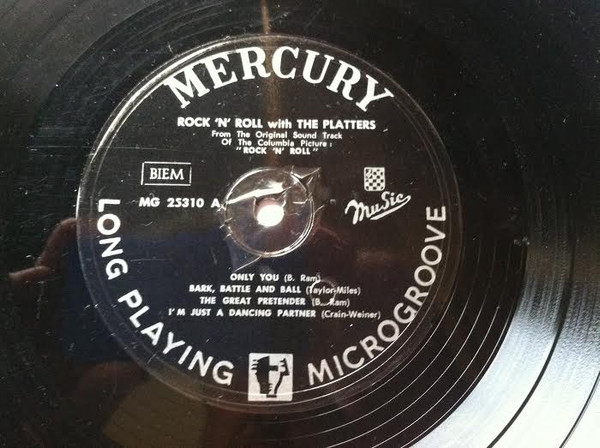 MERCURY
ROCK 'N' ROLL with THE PLATTERS
From The Original Sound Track
Of The Columbia Picture:
"ROCK 'N' ROLL"
BIEM
MG 25310 A
Music
ONLY YOU (B. Ram)
BARK, BATTLE AND BALL (Taylor-Miles)
THE GREAT PRETENDER (B. Ram)
I'M JUST A DANCING PARTNER (Crain-Weiner)
LONG PLAYING MICROGROOVE